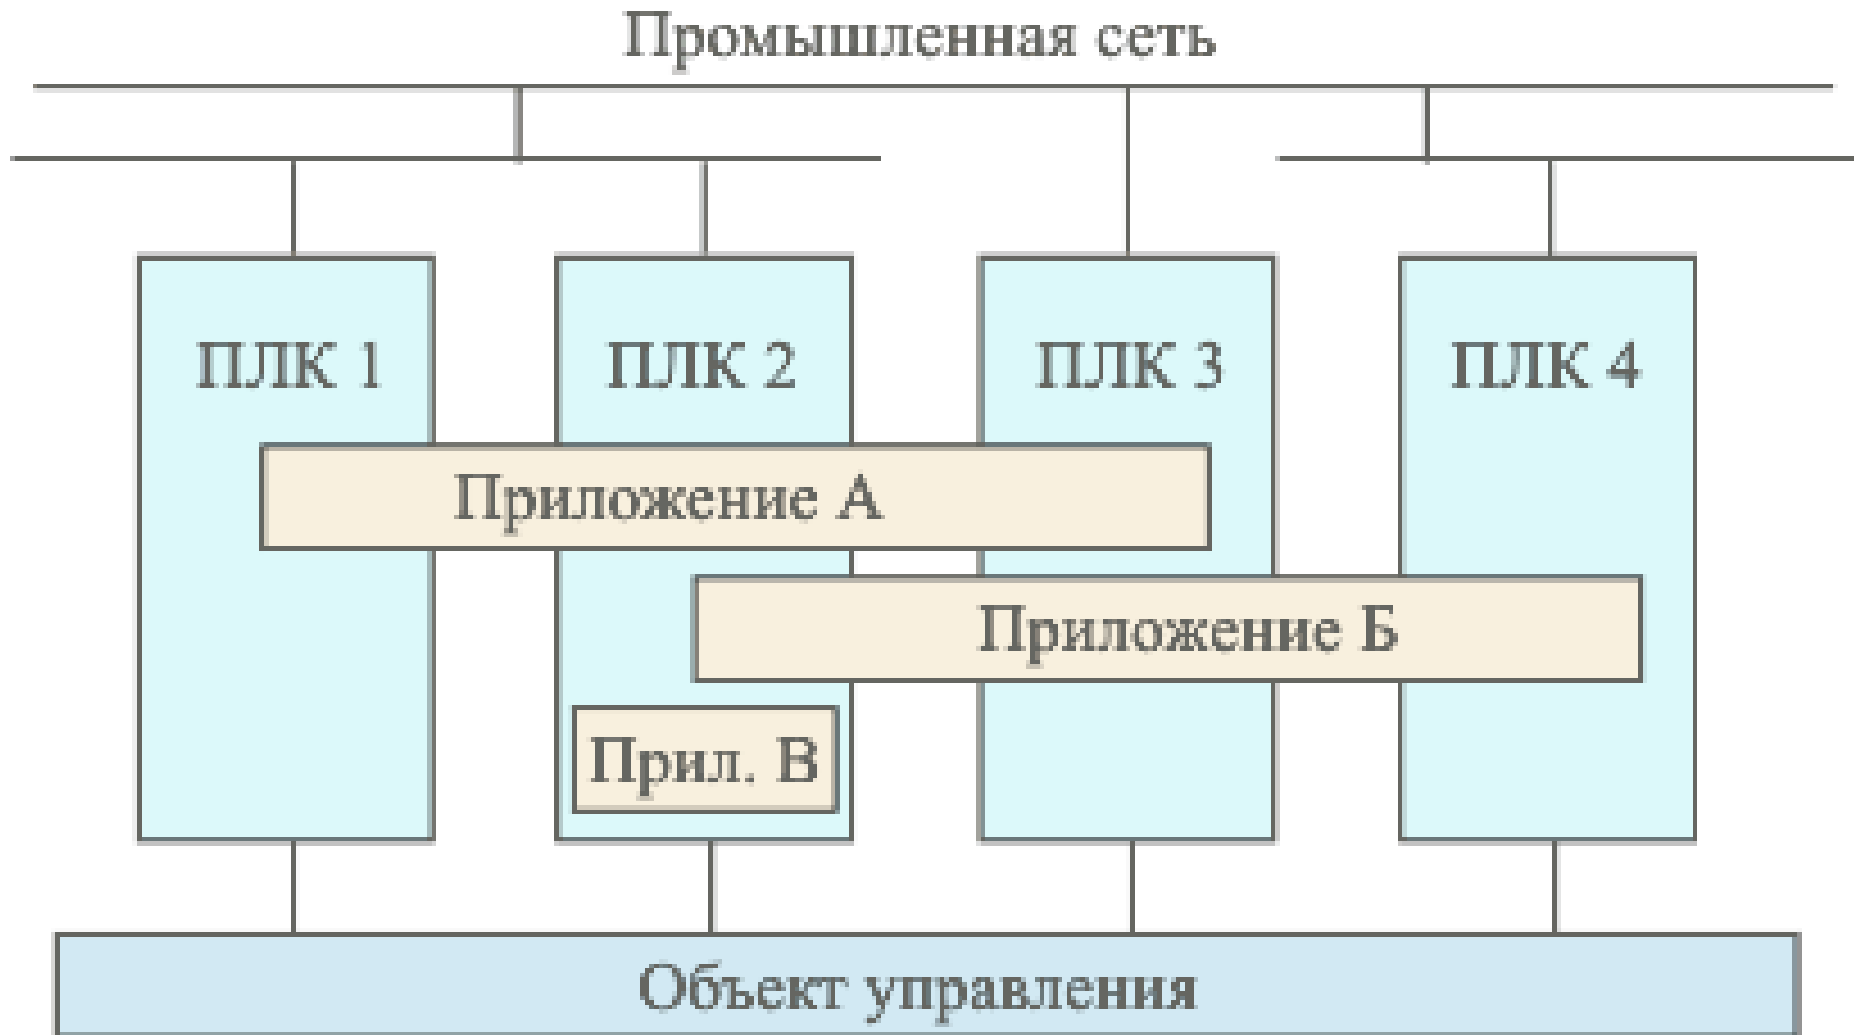 Промышленная сеть
ПЛК 1
ПЛК 2
ПЛК 3
ПЛК 4
Приложение А
Приложение Б
Прил. В
Объект управления